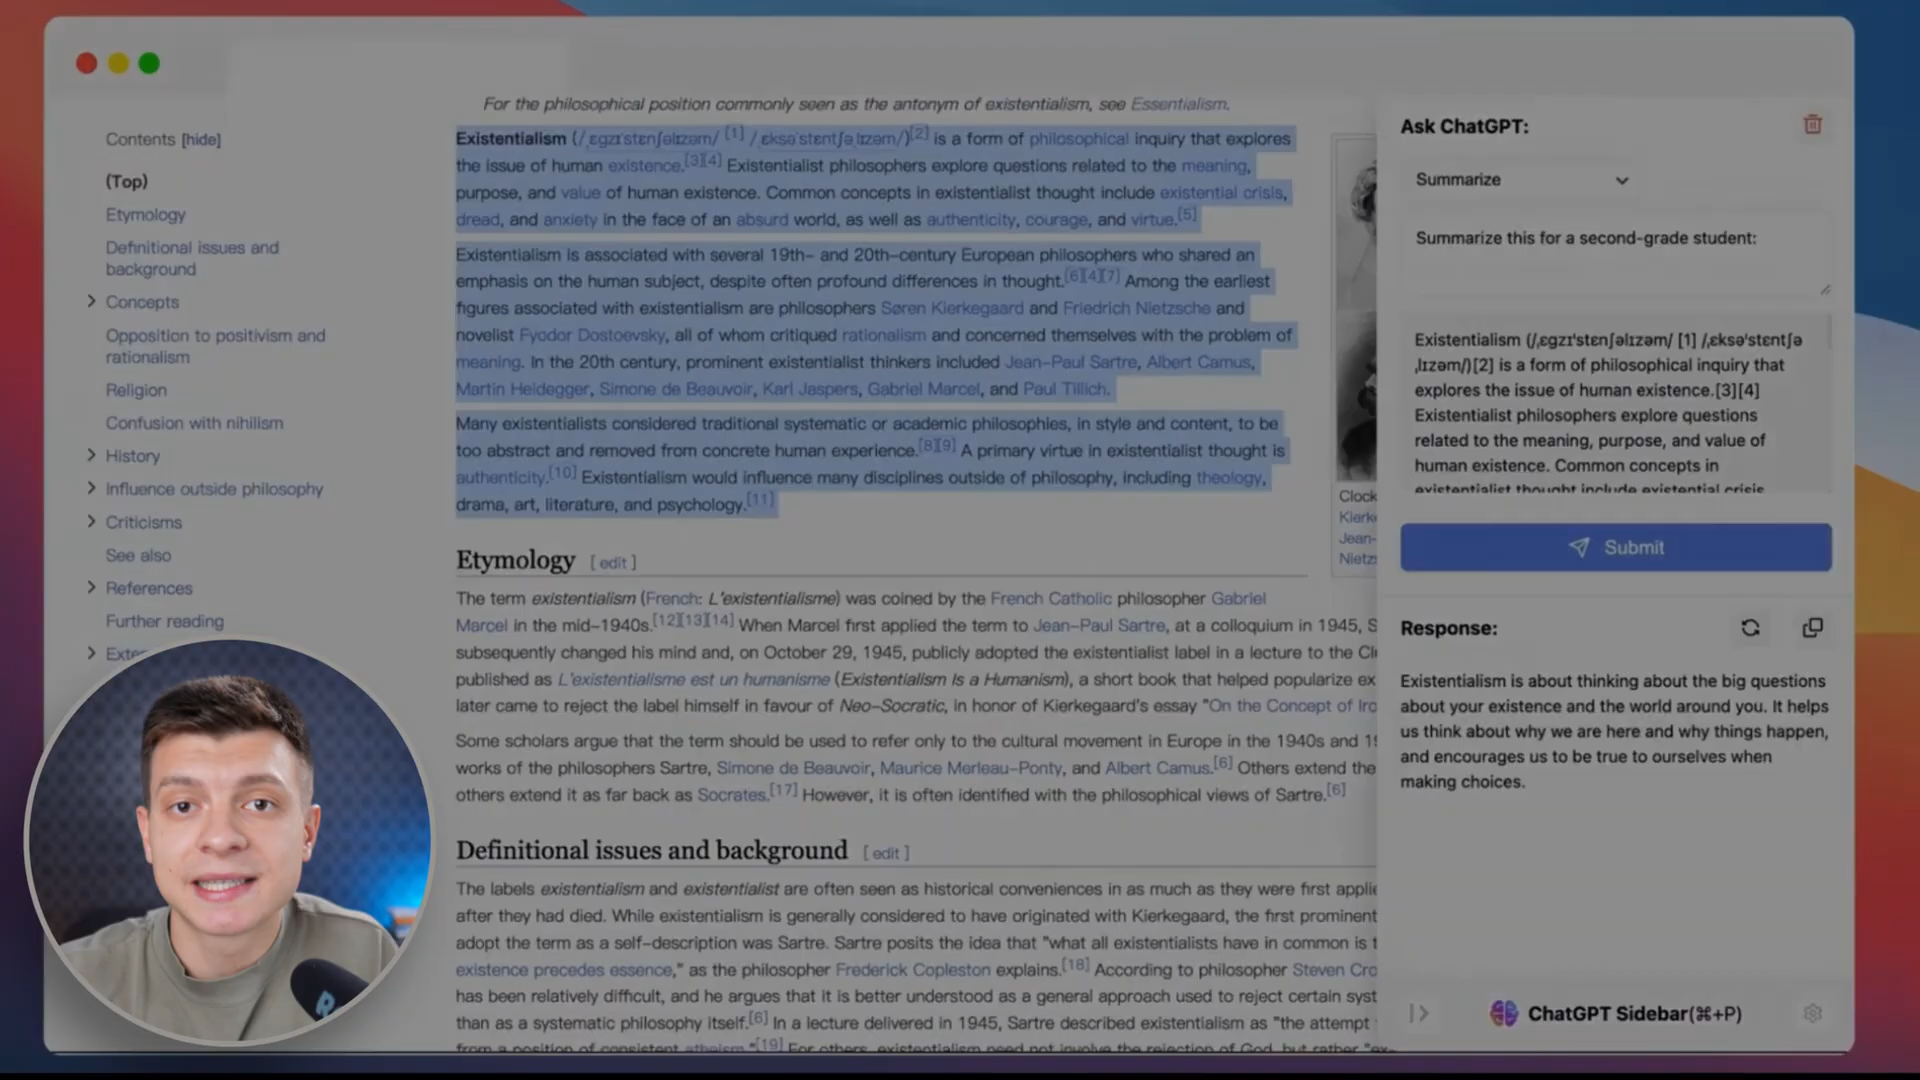 Contents [hide]
(Top)
Etymology
Definitional issues and
background
Concepts
Opposition to positivism and
rationalism
Religion
Confusion with nihilism
History
Influence outside philosophy
Criticisms
See also
References
Further reading
Exte
For the philosophical position commonly seen as the antonym of existentialism, see Essentialism.
Existentialism (/ˌɛɡzɪˈstɛnʃəlɪzəm/ [1] /ˌɛksəˈstɛntʃəˌlɪzəm/)[2] is a form of philosophical inquiry that explores
the issue of human existence.[3][4] Existentialist philosophers explore questions related to the meaning,
purpose, and value of human existence. Common concepts in existentialist thought include existential crisis,
dread, and anxiety in the face of an absurd world, as well as authenticity, courage, and virtue.[5]
Existentialism is associated with several 19th- and 20th-century European philosophers who shared an
emphasis on the human subject, despite often profound differences in thought.[6][4][7] Among the earliest
figures associated with existentialism are philosophers Søren Kierkegaard and Friedrich Nietzsche and
novelist Fyodor Dostoevsky, all of whom critiqued rationalism and concerned themselves with the problem of
meaning. In the 20th century, prominent existentialist thinkers included Jean-Paul Sartre, Albert Camus,
Martin Heidegger, Simone de Beauvoir, Karl Jaspers, Gabriel Marcel, and Paul Tillich.
Many existentialists considered traditional systematic or academic philosophies, in style and content, to be
too abstract and removed from concrete human experience.[8][9] A primary virtue in existentialist thought is
authenticity.[10] Existentialism would influence many disciplines outside of philosophy, including theology,
drama, art, literature, and psychology.[11]
Clock
Kierk
Jean-
Nietz
Etymology [ edit ]
The term existentialism (French: L'existentialisme) was coined by the French Catholic philosopher Gabriel
Marcel in the mid-1940s.[12][13][14] When Marcel first applied the term to Jean-Paul Sartre, at a colloquium in 1945, S
subsequently changed his mind and, on October 29, 1945, publicly adopted the existentialist label in a lecture to the Cl
published as L'existentialisme est un humanisme (Existentialism Is a Humanism), a short book that helped popularize ex
later came to reject the label himself in favour of Neo-Socratic, in honor of Kierkegaard's essay "On the Concept of Iro
Some scholars argue that the term should be used to refer only to the cultural movement in Europe in the 1940s and 19
works of the philosophers Sartre, Simone de Beauvoir, Maurice Merleau-Ponty, and Albert Camus.[6] Others extend the
others extend it as far back as Socrates.[17] However, it is often identified with the philosophical views of Sartre.[6]
Definitional issues and background [ edit ]
The labels existentialism and existentialist are often seen as historical conveniences in as much as they were first applie
after they had died. While existentialism is generally considered to have originated with Kierkegaard, the first prominent
adopt the term as a self-description was Sartre. Sartre posits the idea that "what all existentialists have in common is t
existence precedes essence," as the philosopher Frederick Copleston explains.[18] According to philosopher Steven Cro
has been relatively difficult, and he argues that it is better understood as a general approach used to reject certain syst
than as a systematic philosophy itself.[6] In a lecture delivered in 1945, Sartre described existentialism as "the attempt
from a position of consistent atheism."[19] For others, existentialism need not involve the rejection of God, but rather "ex-
Ask ChatGPT:
Summarize
Summarize this for a second-grade student:
Existentialism (/ˌɛɡzɪˈstɛnʃəlɪzəm/ [1] /ˌɛksəˈstɛntʃə
ˌlɪzəm/)[2] is a form of philosophical inquiry that
explores the issue of human existence.[3][4]
Existentialist philosophers explore questions
related to the meaning, purpose, and value of
human existence. Common concepts in
existentialist thought include existential crisis
Submit
Response:
Existentialism is about thinking about the big questions
about your existence and the world around you. It helps
us think about why we are here and why things happen,
and encourages us to be true to ourselves when
making choices.
ChatGPT Sidebar(⌘+P)